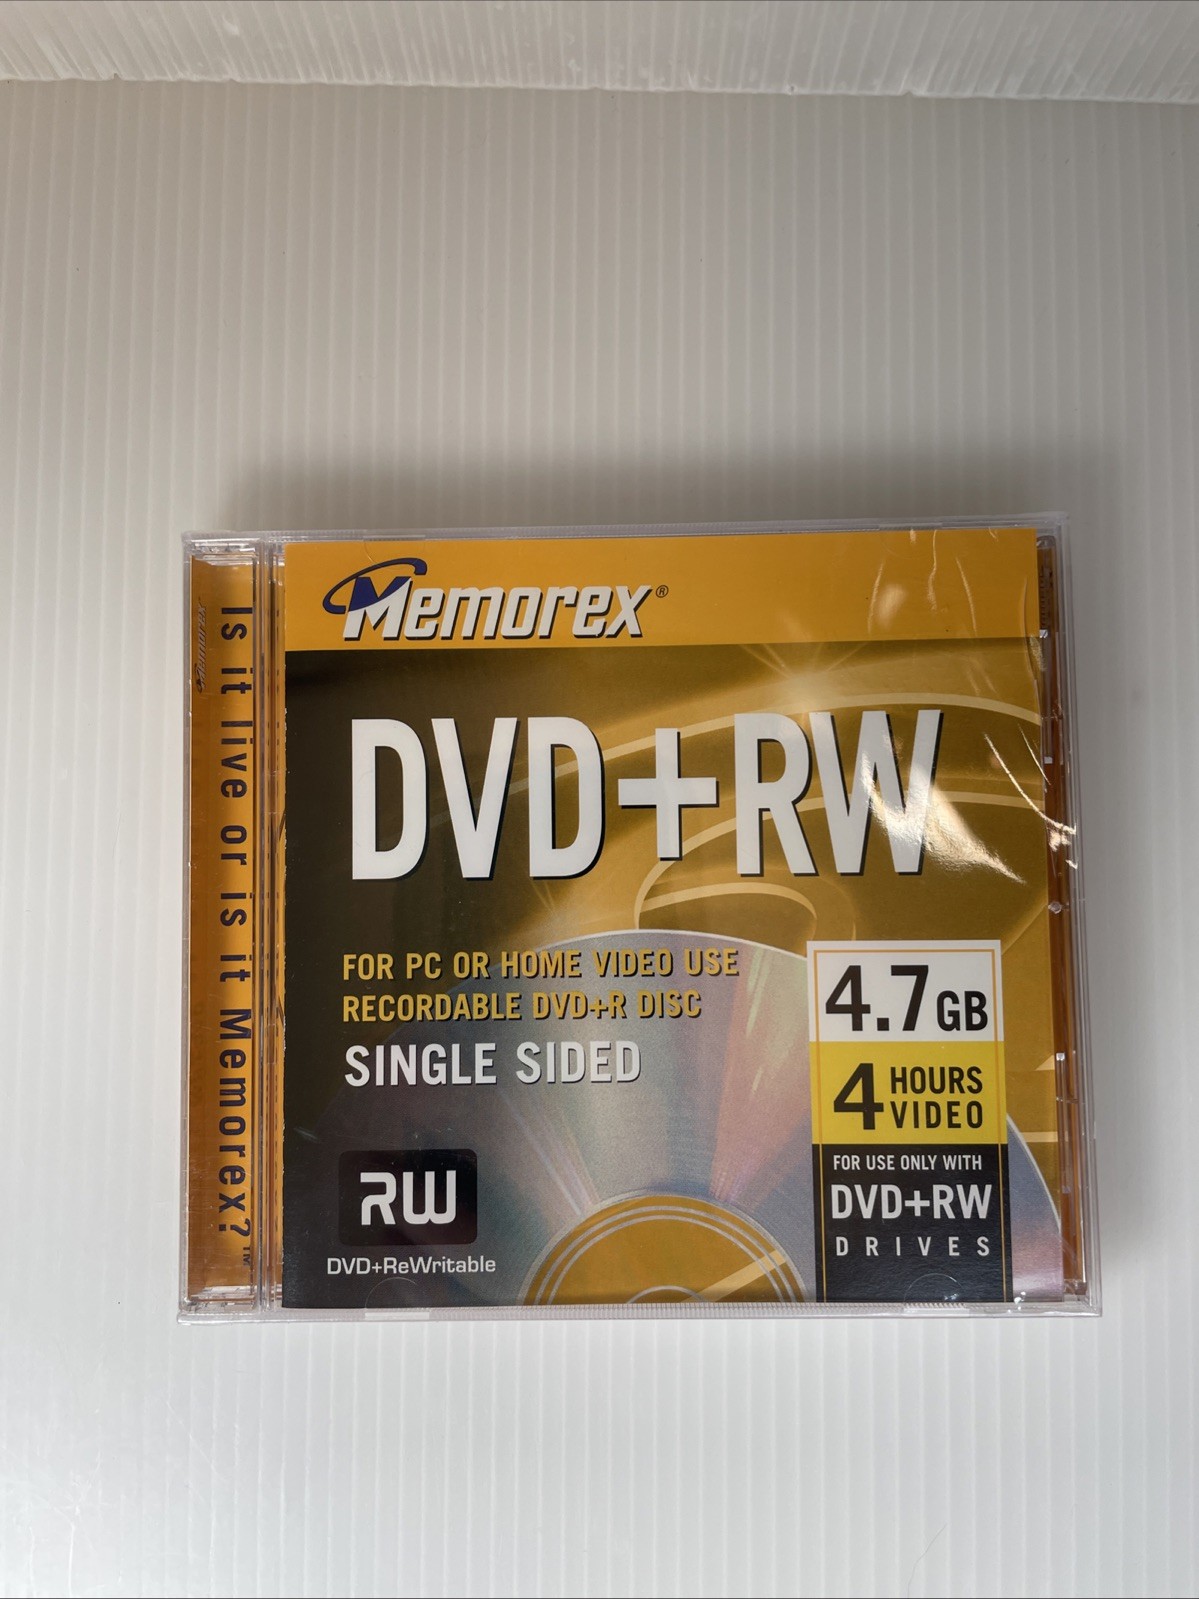 Memorex®
DVD+RW
FOR PC OR HOME VIDEO USE
RECORDABLE DVD+R DISC
SINGLE SIDED
4.7GB
4 HOURS
VIDEO
FOR USE ONLY WITH
DVD+RW
DRIVES
RW
DVD+ReWritable
Is it live or is it Memorex?™
Memorex